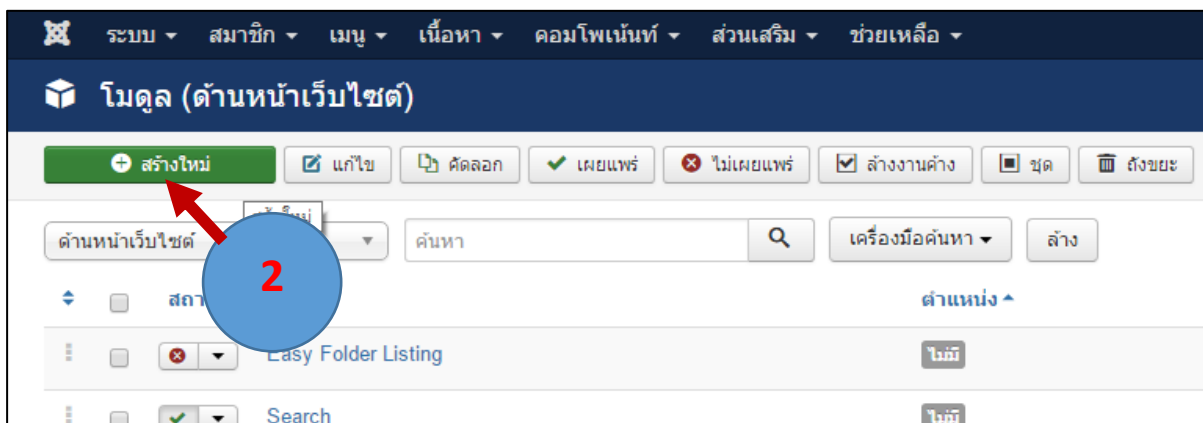 ระบบ สมาชิก เมนู เนื้อหา คอมโพเน้นท์ ส่วนเสริม ช่วยเหลือ
โมดูล (ด้านหน้าเว็บไซต์)
สร้างใหม่ แก้ไข คัดลอก เผยแพร่ ไม่เผยแพร่ ล้างงานค้าง ชุด ถังขยะ
ด้านหน้าเว็บไซต์ ค้นหา เครื่องมือค้นหา ล้าง
2
ตำแหน่ง
Easy Folder Listing ไม่มี
Search ไม่มี